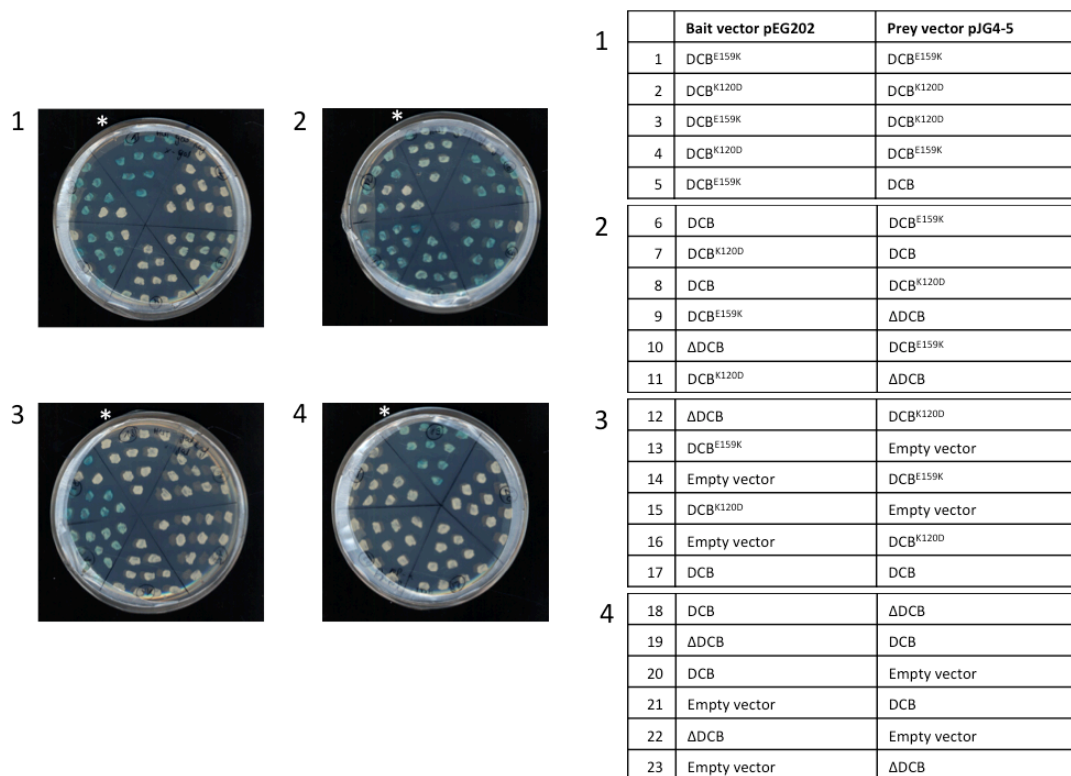 1
2
3
4
*
*
*
*
1
Bait vector pEG202 Prey vector pJG4-5
1 DCB^E159K DCB^E159K
2 DCB^K120D DCB^K120D
3 DCB^E159K DCB^K120D
4 DCB^K120D DCB^E159K
5 DCB^E159K DCB
2
6 DCB DCB^E159K
7 DCB^K120D DCB
8 DCB DCB^K120D
9 DCB^E159K ΔDCB
10 ΔDCB DCB^E159K
11 DCB^K120D ΔDCB
3
12 ΔDCB DCB^K120D
13 DCB^E159K Empty vector
14 Empty vector DCB^E159K
15 DCB^K120D Empty vector
16 Empty vector DCB^K120D
17 DCB DCB
4
18 DCB ΔDCB
19 ΔDCB DCB
20 DCB Empty vector
21 Empty vector DCB
22 ΔDCB Empty vector
23 Empty vector ΔDCB